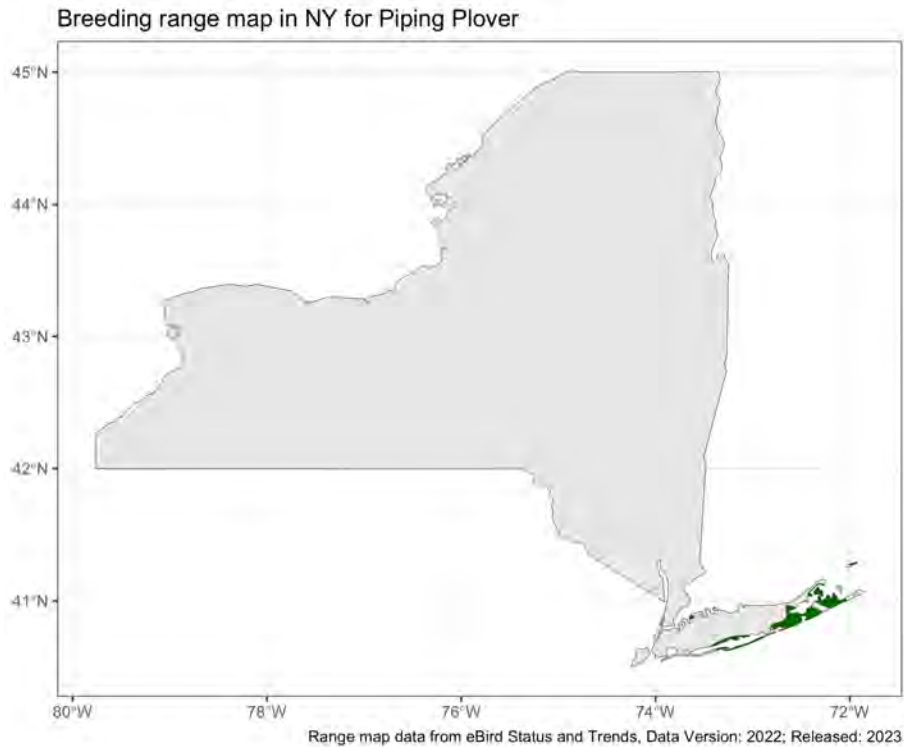 Breeding range map in NY for Piping Plover
45°N
44°N
43°N
42°N
41°N
80°W 78°W 76°W 74°W 72°W
Range map data from eBird Status and Trends, Data Version: 2022; Released: 2023